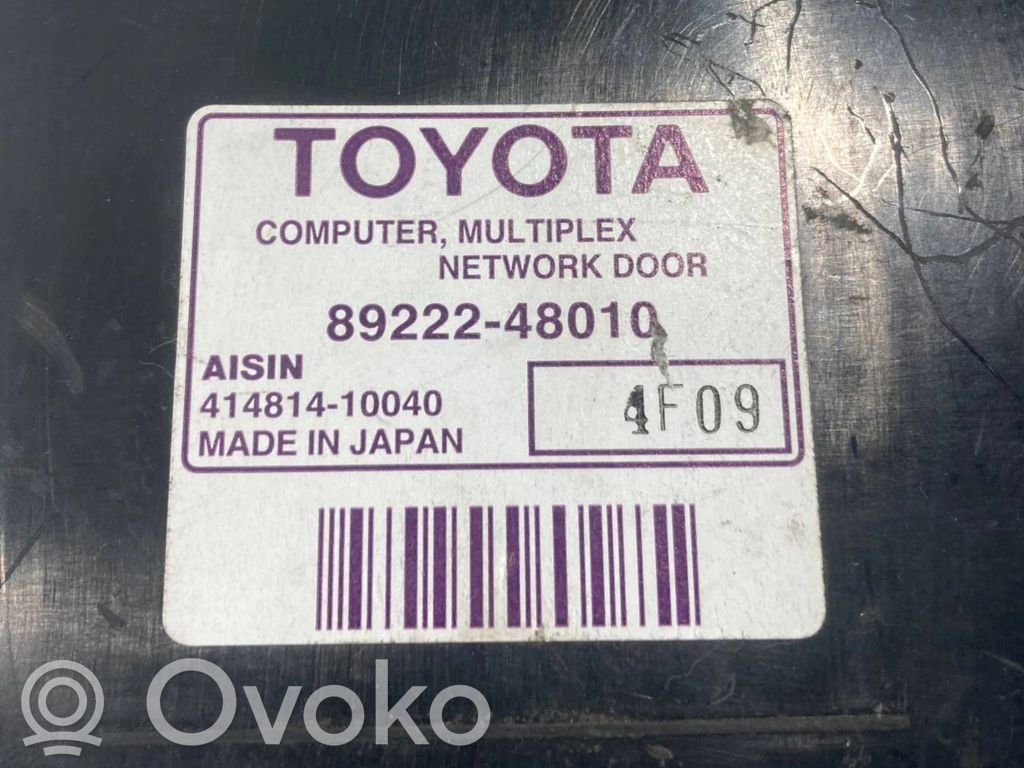 TOYOTA
COMPUTER, MULTIPLEX
NETWORK DOOR
89222-48010
AISIN
414814-10040
4F09
MADE IN JAPAN
Ovoko